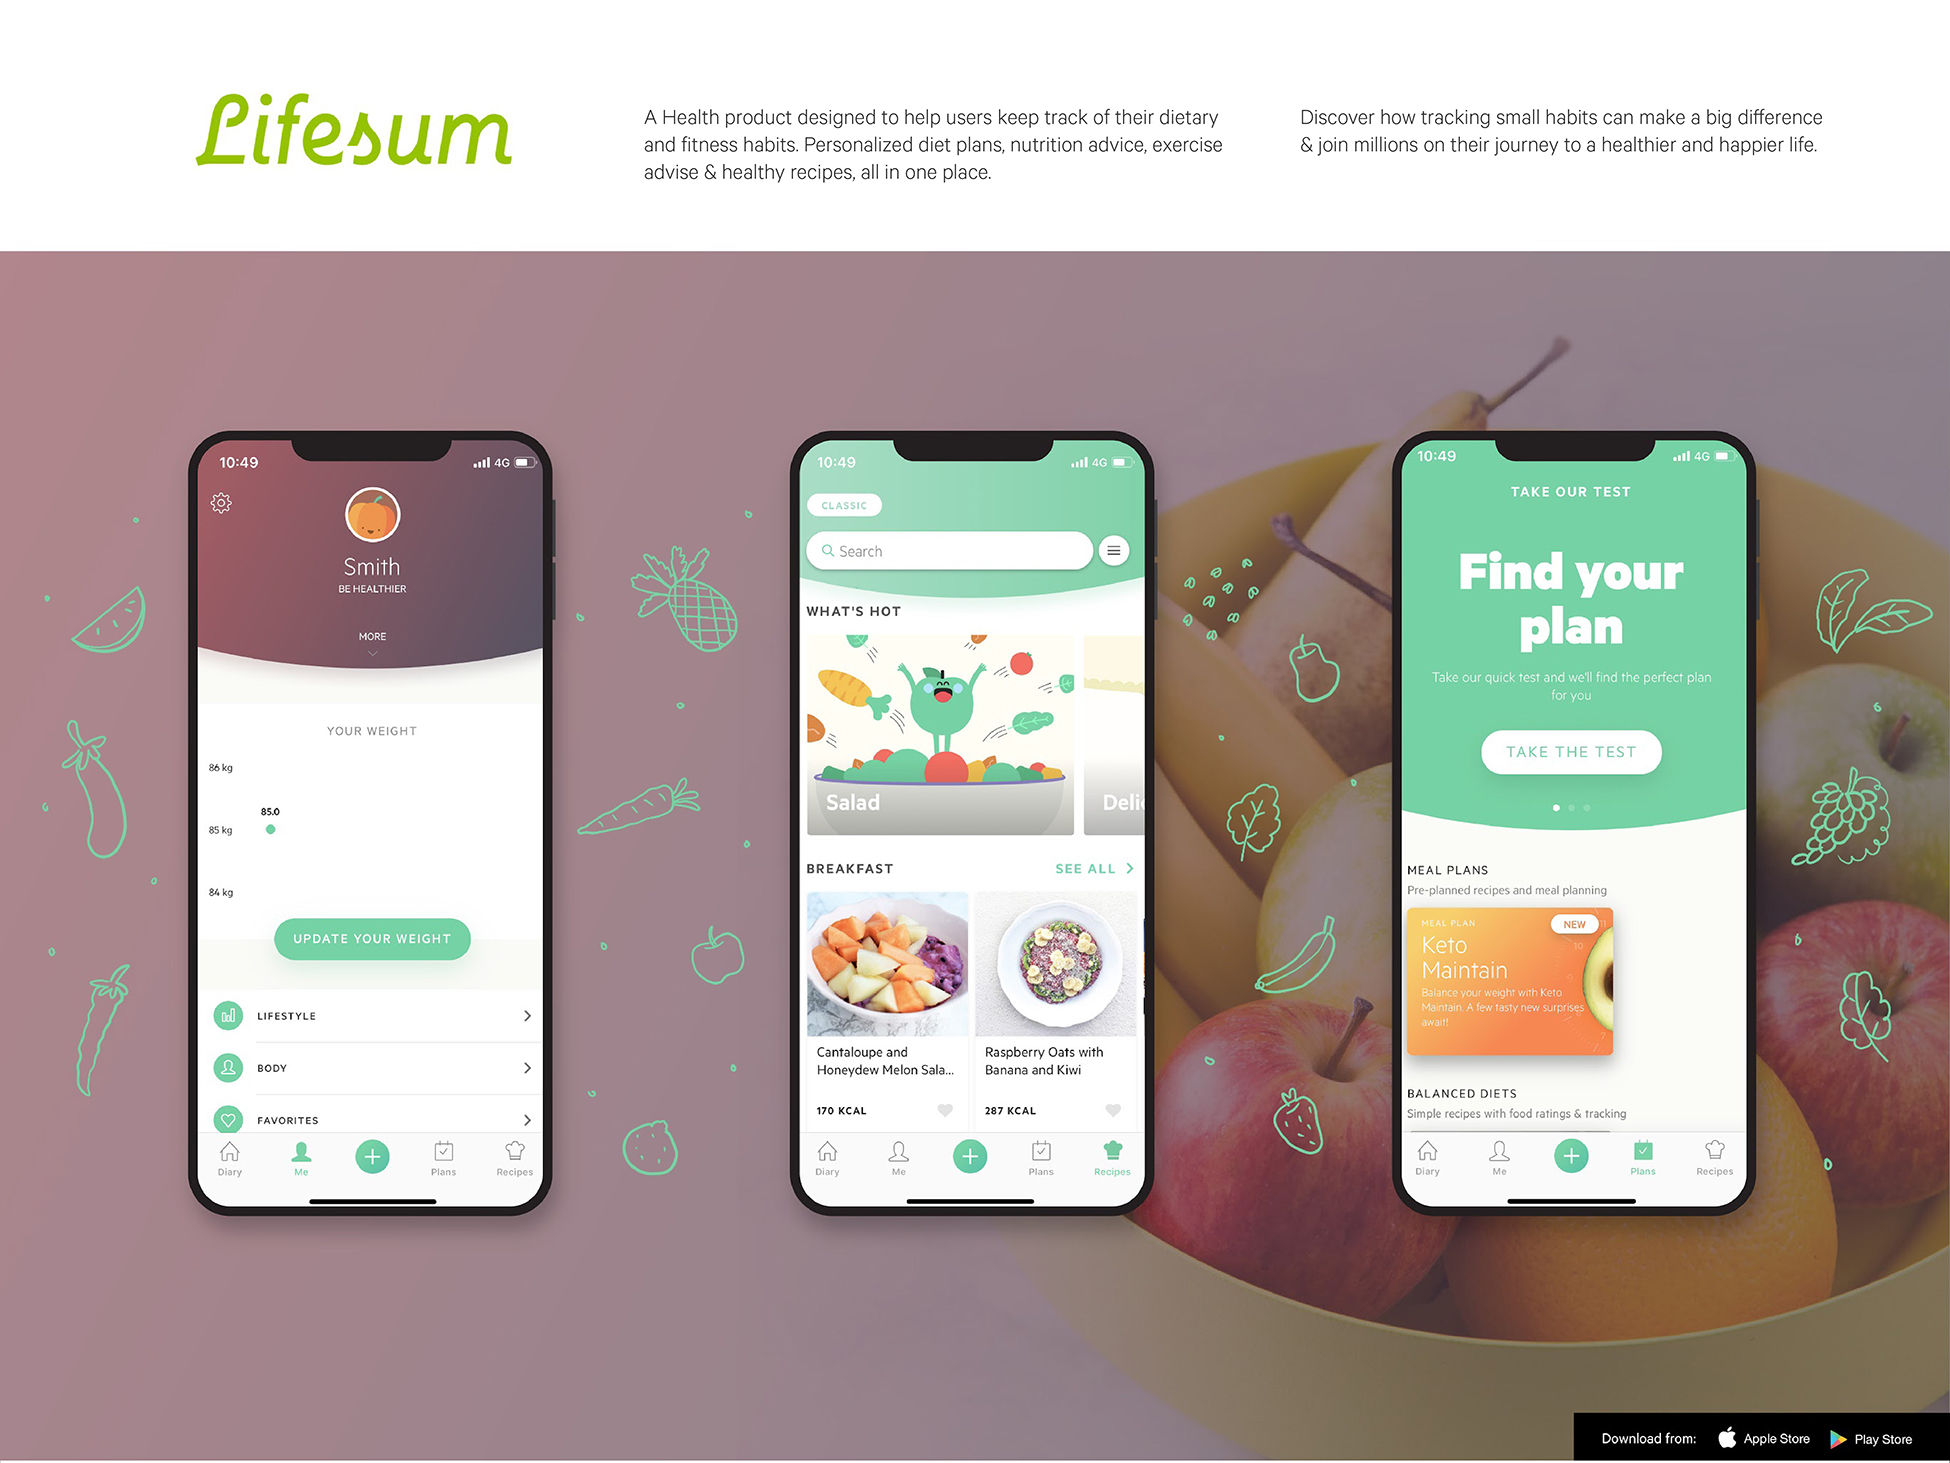 Lifesum
A Health product designed to help users keep track of their dietary
and fitness habits. Personalized diet plans, nutrition advice, exercise
advise & healthy recipes, all in one place.
Discover how tracking small habits can make a big difference
& join millions on their journey to a healthier and happier life.
10:49
4G
Smith
BE HEALTHIER
MORE
YOUR WEIGHT
86 kg
85.0
85 kg
84 kg
UPDATE YOUR WEIGHT
LIFESTYLE
BODY
FAVORITES
Diary Me Plans Recipes
10:49
4G
CLASSIC
Search
WHAT'S HOT
Salad
Delic
BREAKFAST
SEE ALL
Cantaloupe and
Honeydew Melon Sala...
170 KCAL
Raspberry Oats with
Banana and Kiwi
287 KCAL
Diary Me Plans Recipes
10:49
4G
TAKE OUR TEST
Find your
plan
Take our quick test and we'll find the perfect plan
for you
TAKE THE TEST
MEAL PLANS
Pre-planned recipes and meal planning
MEAL PLAN
NEW
11
10
Keto
Maintain
Balance your weight with Keto
Maintain. A few tasty new surprises
await!
7
BALANCED DIETS
Simple recipes with food ratings & tracking
Diary Me Plans Recipes
Download from: Apple Store Play Store